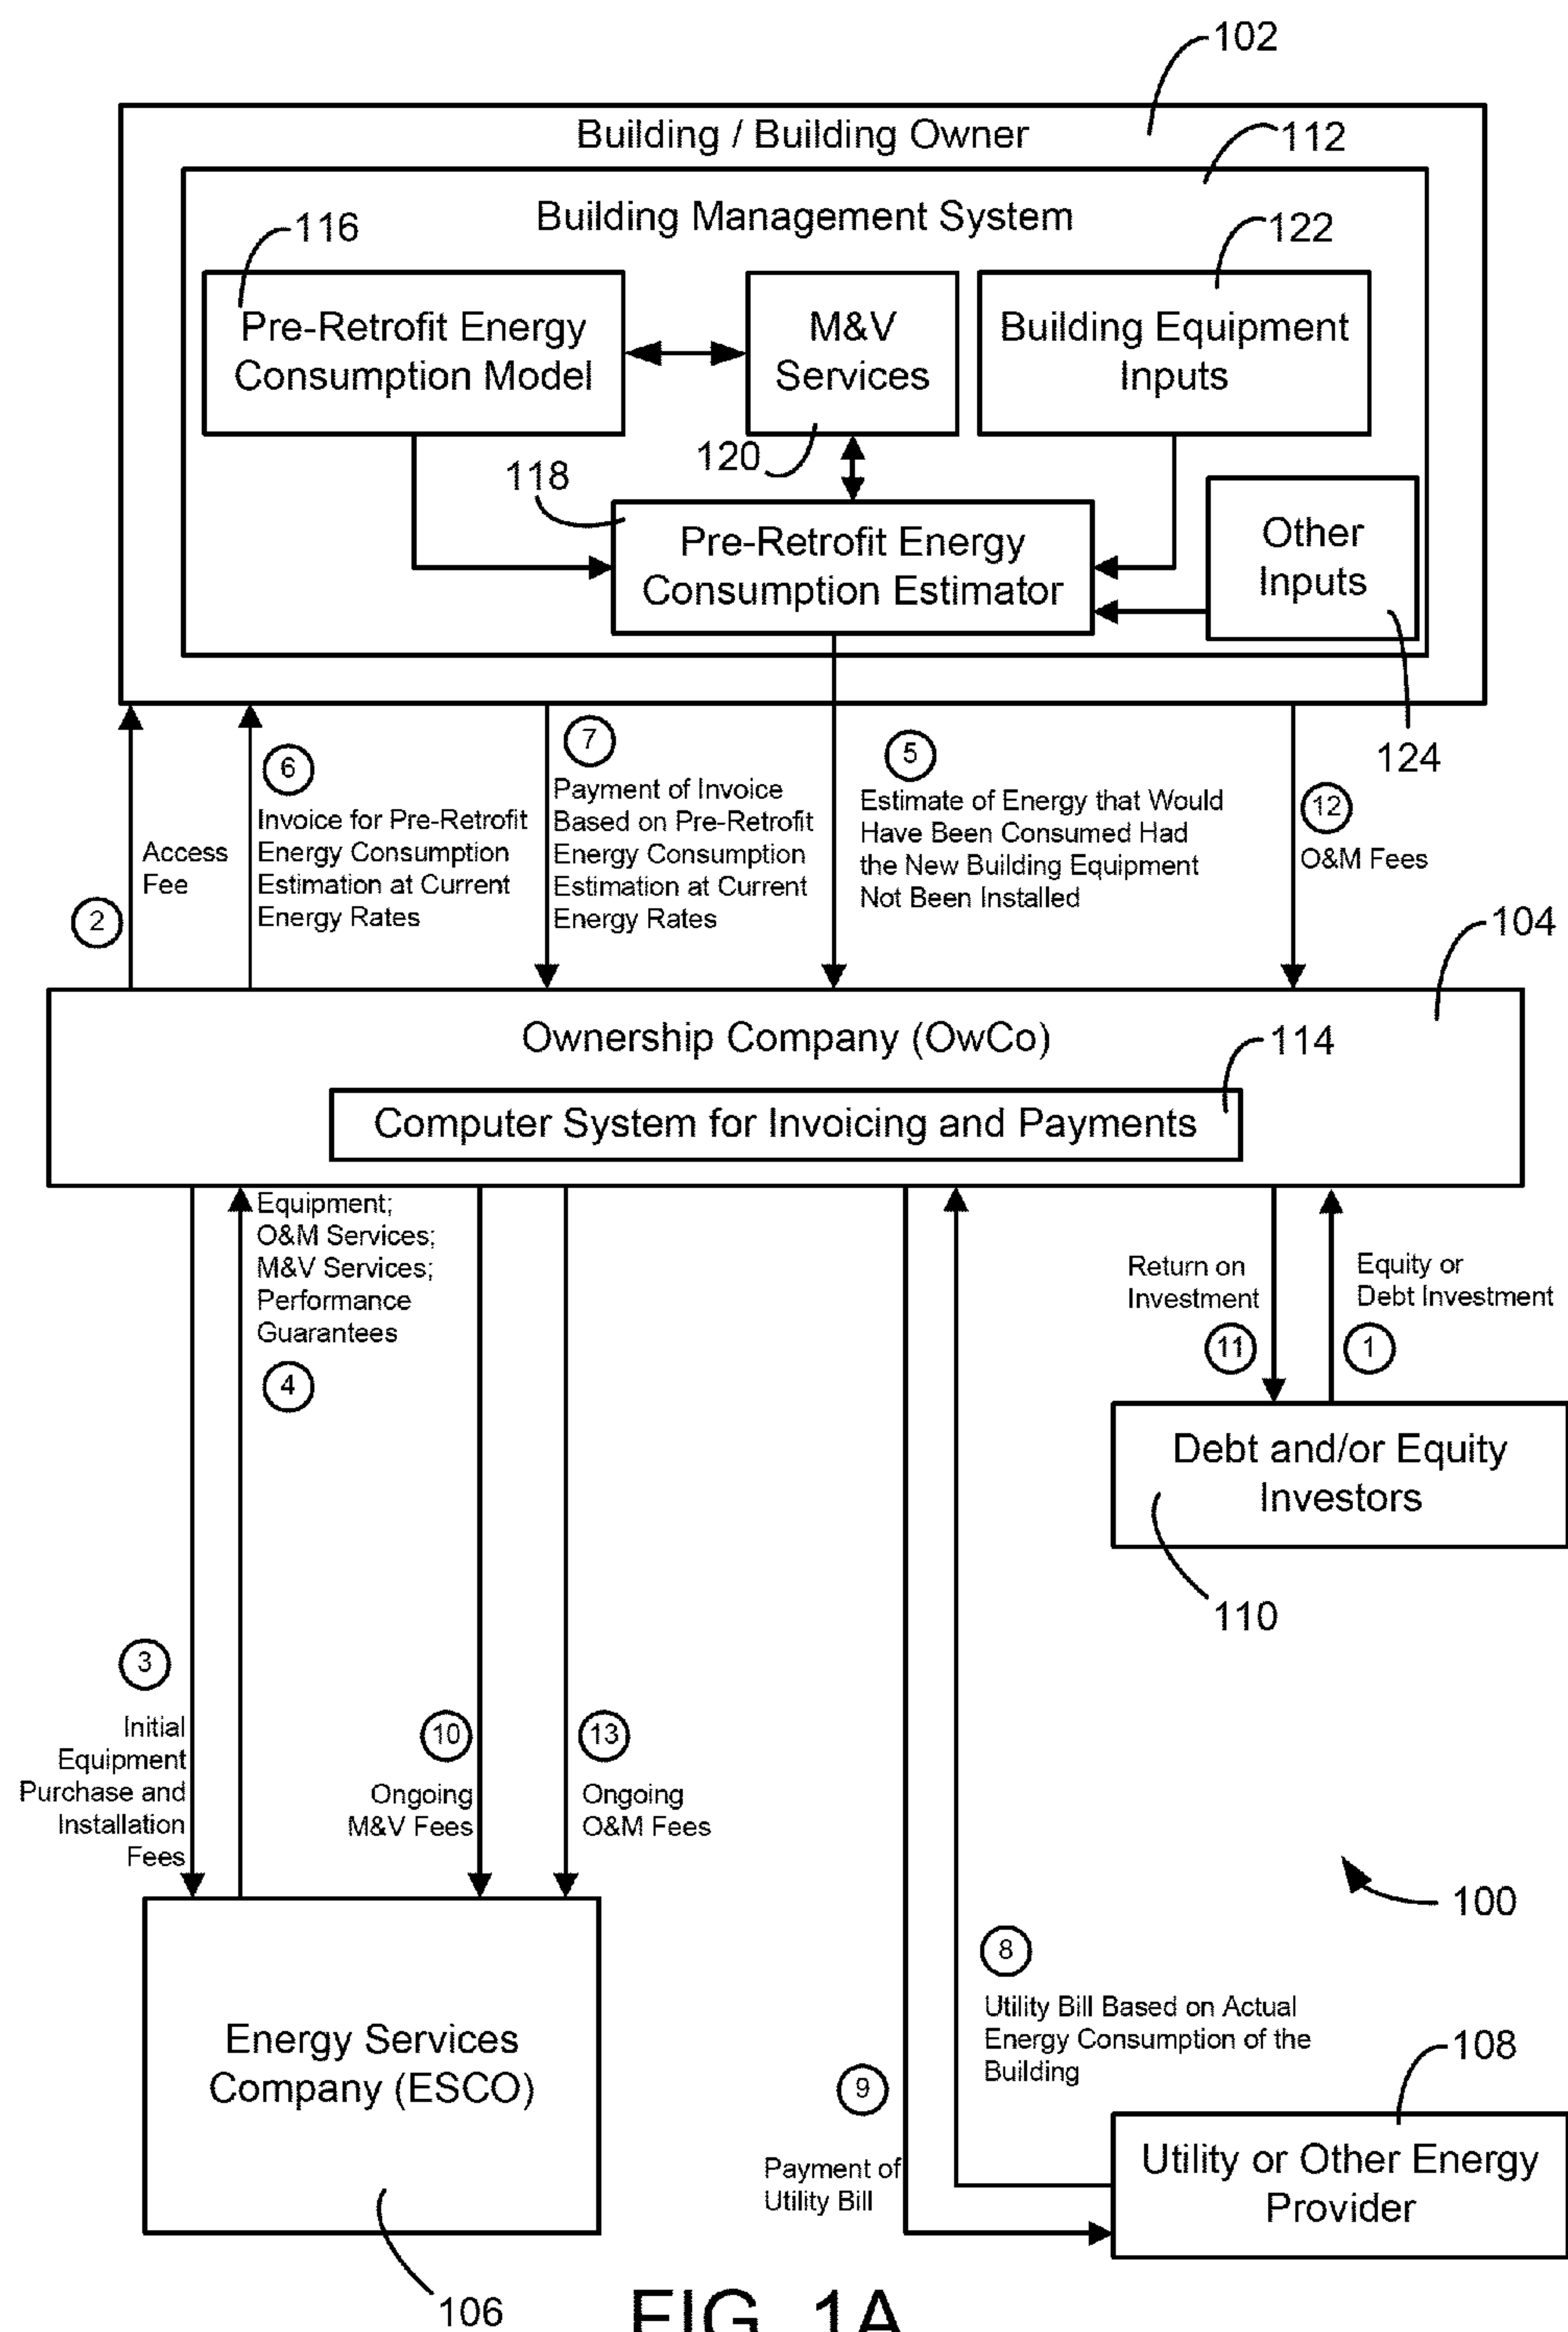 102
Building / Building Owner
112
Building Management System
116
122
Pre-Retrofit Energy
Consumption Model
M&V
Services
Building Equipment
Inputs
120
118
Pre-Retrofit Energy
Consumption Estimator
Other
Inputs
124
2
Access
Fee
6
Invoice for Pre-Retrofit
Energy Consumption
Estimation at Current
Energy Rates
7
Payment of Invoice
Based on Pre-Retrofit
Energy Consumption
Estimation at Current
Energy Rates
5
Estimate of Energy that Would
Have Been Consumed Had
the New Building Equipment
Not Been Installed
12
O&M Fees
104
Ownership Company (OwCo)
114
Computer System for Invoicing and Payments
Equipment;
O&M Services;
M&V Services;
Performance
Guarantees
4
Return on
Investment
11
Equity or
Debt Investment
1
Debt and/or Equity
Investors
110
3
Initial
Equipment
Purchase and
Installation
Fees
10
Ongoing
M&V Fees
13
Ongoing
O&M Fees
100
8
Utility Bill Based on Actual
Energy Consumption of the
Building
9
Payment of
Utility Bill
108
Utility or Other Energy
Provider
Energy Services
Company (ESCO)
106
FIG. 1A